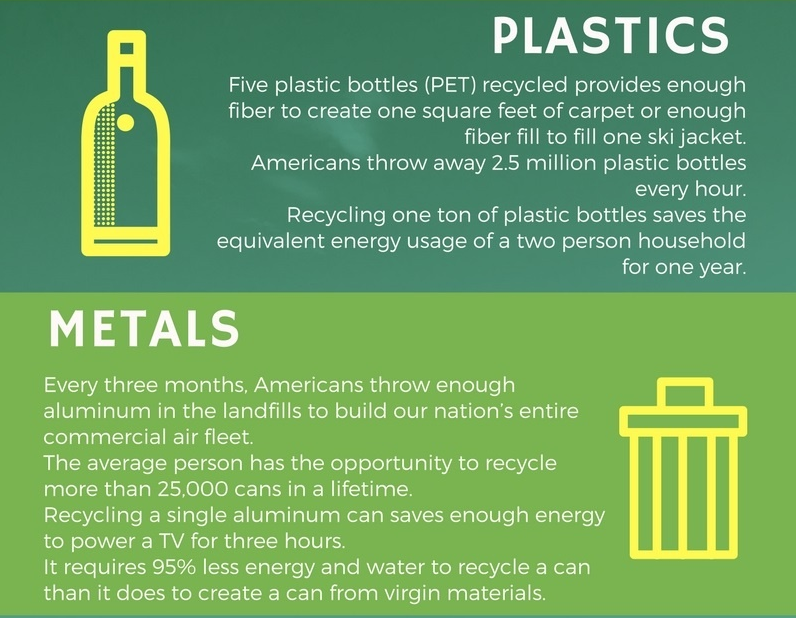 PLASTICS
Five plastic bottles (PET) recycled provides enough
fiber to create one square feet of carpet or enough
fiber fill to fill one ski jacket.
Americans throw away 2.5 million plastic bottles
every hour.
Recycling one ton of plastic bottles saves the
equivalent energy usage of a two person household
for one year.
METALS
Every three months, Americans throw enough
aluminum in the landfills to build our nation's entire
commercial air fleet.
The average person has the opportunity to recycle
more than 25,000 cans in a lifetime.
Recycling a single aluminum can saves enough energy
to power a TV for three hours.
It requires 95% less energy and water to recycle a can
than it does to create a can from virgin materials.